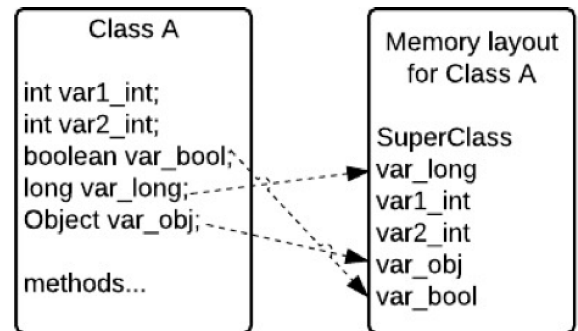 Class A
int var1_int;
int var2_int;
boolean var_bool;
long var_long;
Object var_obj;
methods...
Memory layout
for Class A
SuperClass
var_long
var1_int
var2_int
var_obj
var_bool